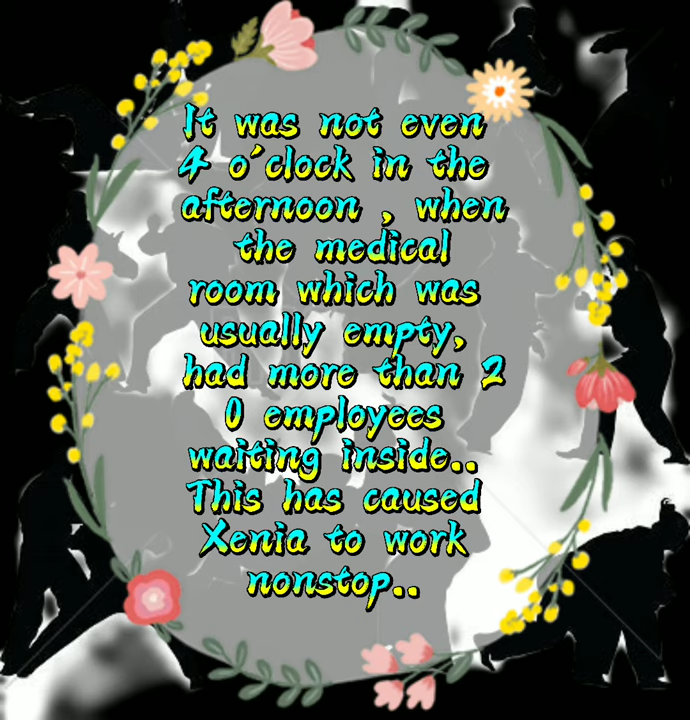 It was not even
4 o'clock in the
afternoon , when
the medical
room which was
usually empty,
had more than 2
0 employees
waiting inside..
This has caused
Xenia to work
nonstop..